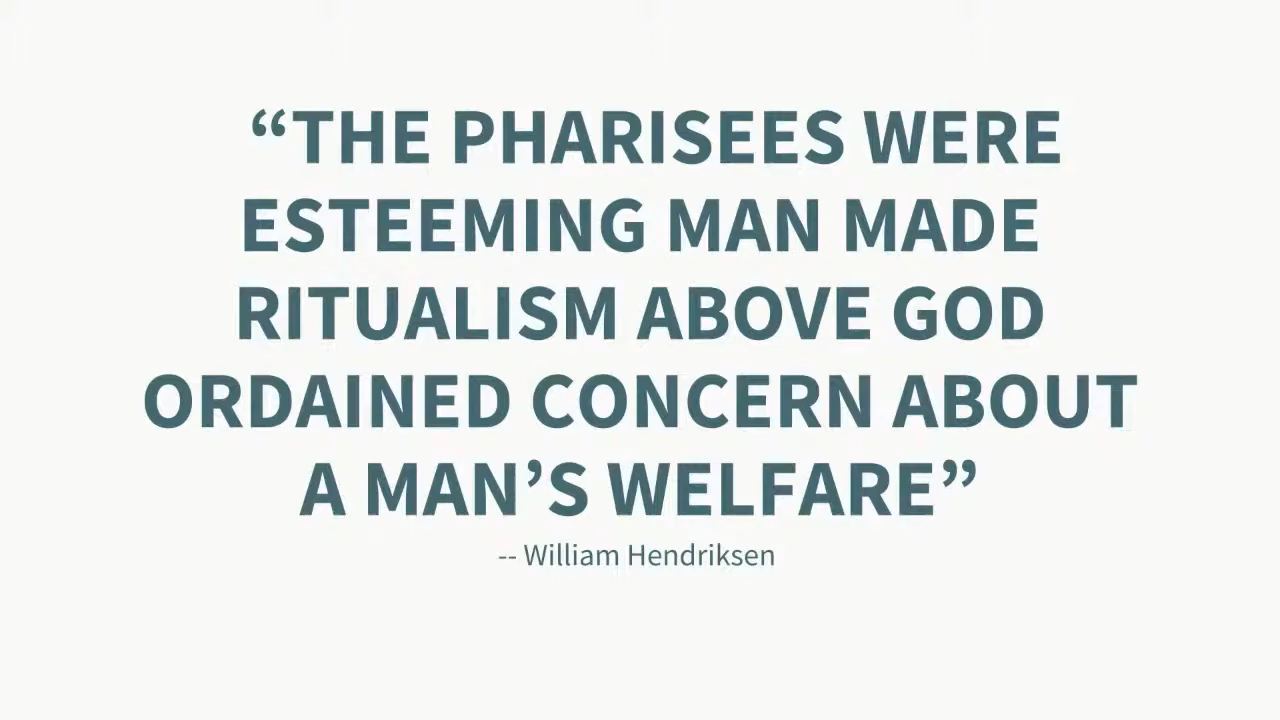 “THE PHARISEES WERE
ESTEEMING MAN MADE
RITUALISM ABOVE GOD
ORDAINED CONCERN ABOUT
A MAN’S WELFARE”
-- William Hendriksen